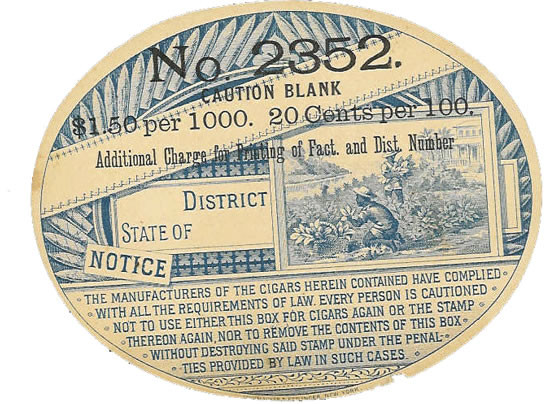 No. 2352.
CAUTION BLANK
$1.50 per 1000. 20 Cents per 100.
Additional Charge for Printing of Fact. and Dist. Number
DISTRICT
STATE OF
NOTICE
THE MANUFACTURERS OF THE CIGARS HEREIN CONTAINED HAVE COMPLIED
WITH ALL THE REQUIREMENTS OF LAW. EVERY PERSON IS CAUTIONED
NOT TO USE EITHER THIS BOX FOR CIGARS AGAIN OR THE STAMP
THEREON AGAIN, NOR TO REMOVE THE CONTENTS OF THIS BOX
WITHOUT DESTROYING SAID STAMP UNDER THE PENAL-
TIES PROVIDED BY LAW IN SUCH CASES.
NEW YORK